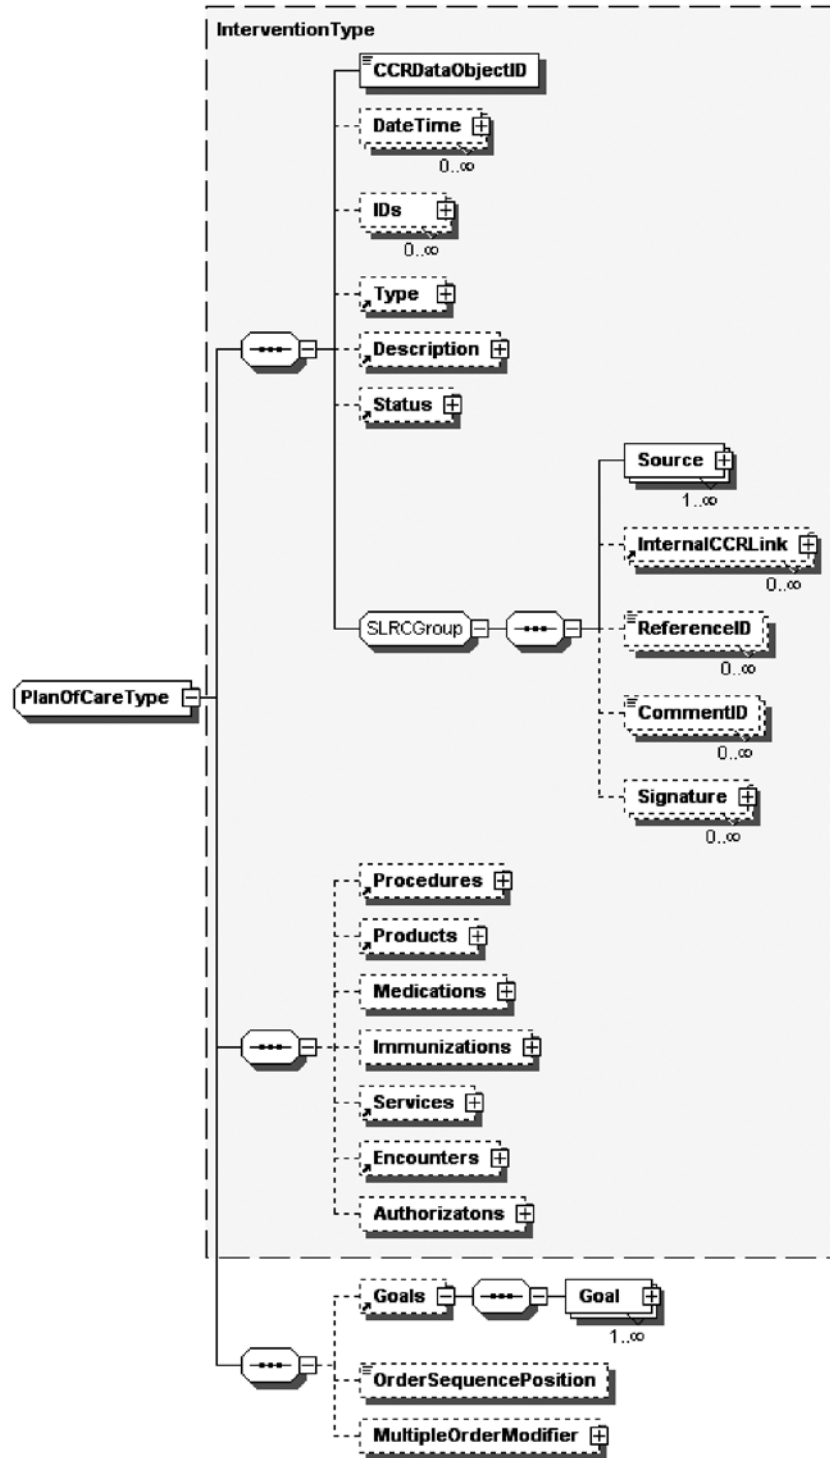 InterventionType
CCRDataObjectID
DateTime
0..∞
IDs
0..∞
Type
Description
Status
Source
1..∞
InternalCCRLink
0..∞
SLRCGroup
ReferenceID
0..∞
PlanOfCareType
CommentID
0..∞
Signature
0..∞
Procedures
Products
Medications
Immunizations
Services
Encounters
Authorizatons
Goals
Goal
1..∞
OrderSequencePosition
MultipleOrderModifier